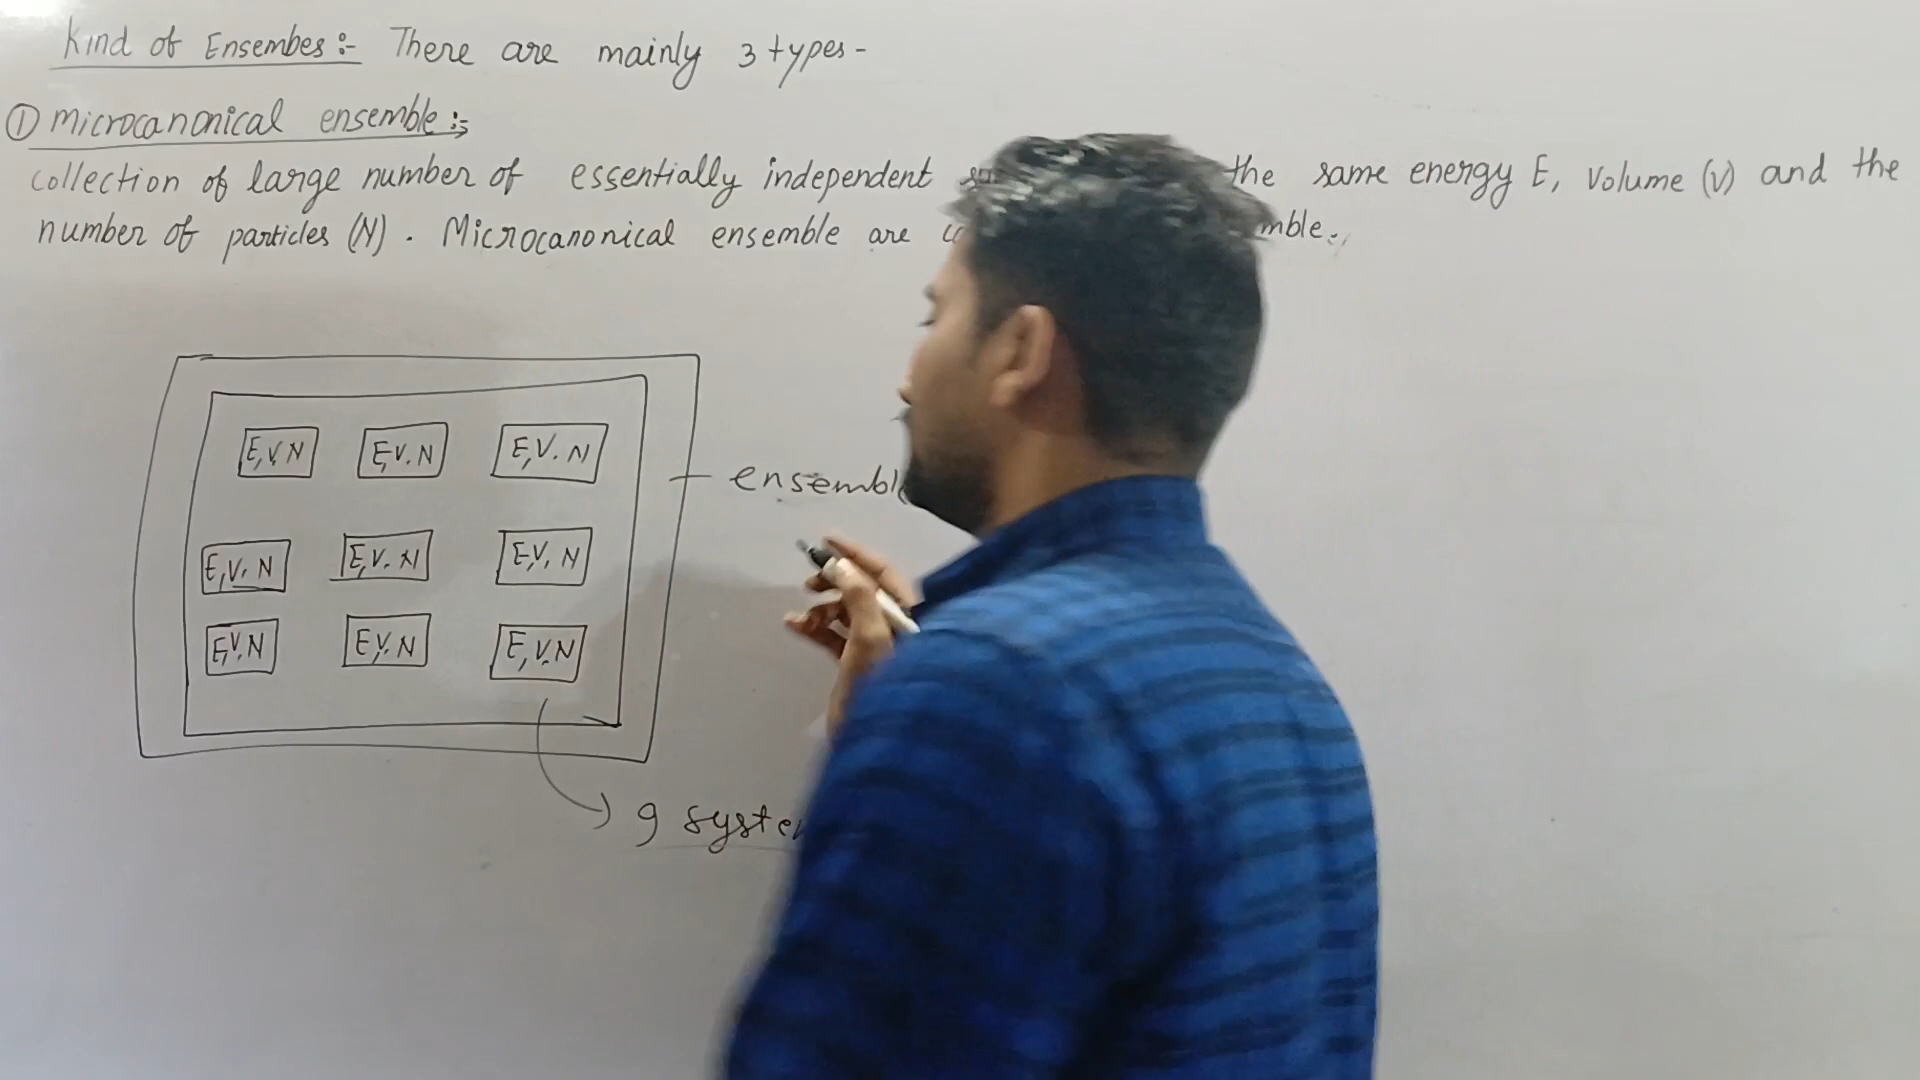 Kind of Ensembes :- There are mainly 3 types -
① microcanonical ensemble :-
collection of large number of essentially independent the same energy E, Volume (V) and the
number of particles (N) . Microcanonical ensemble are mble.
E,V,N E,V.N E,V.N
ensembl
E,V.N E,V.N E,V,N
E,V.N E,V.N E,V.N
9 syste